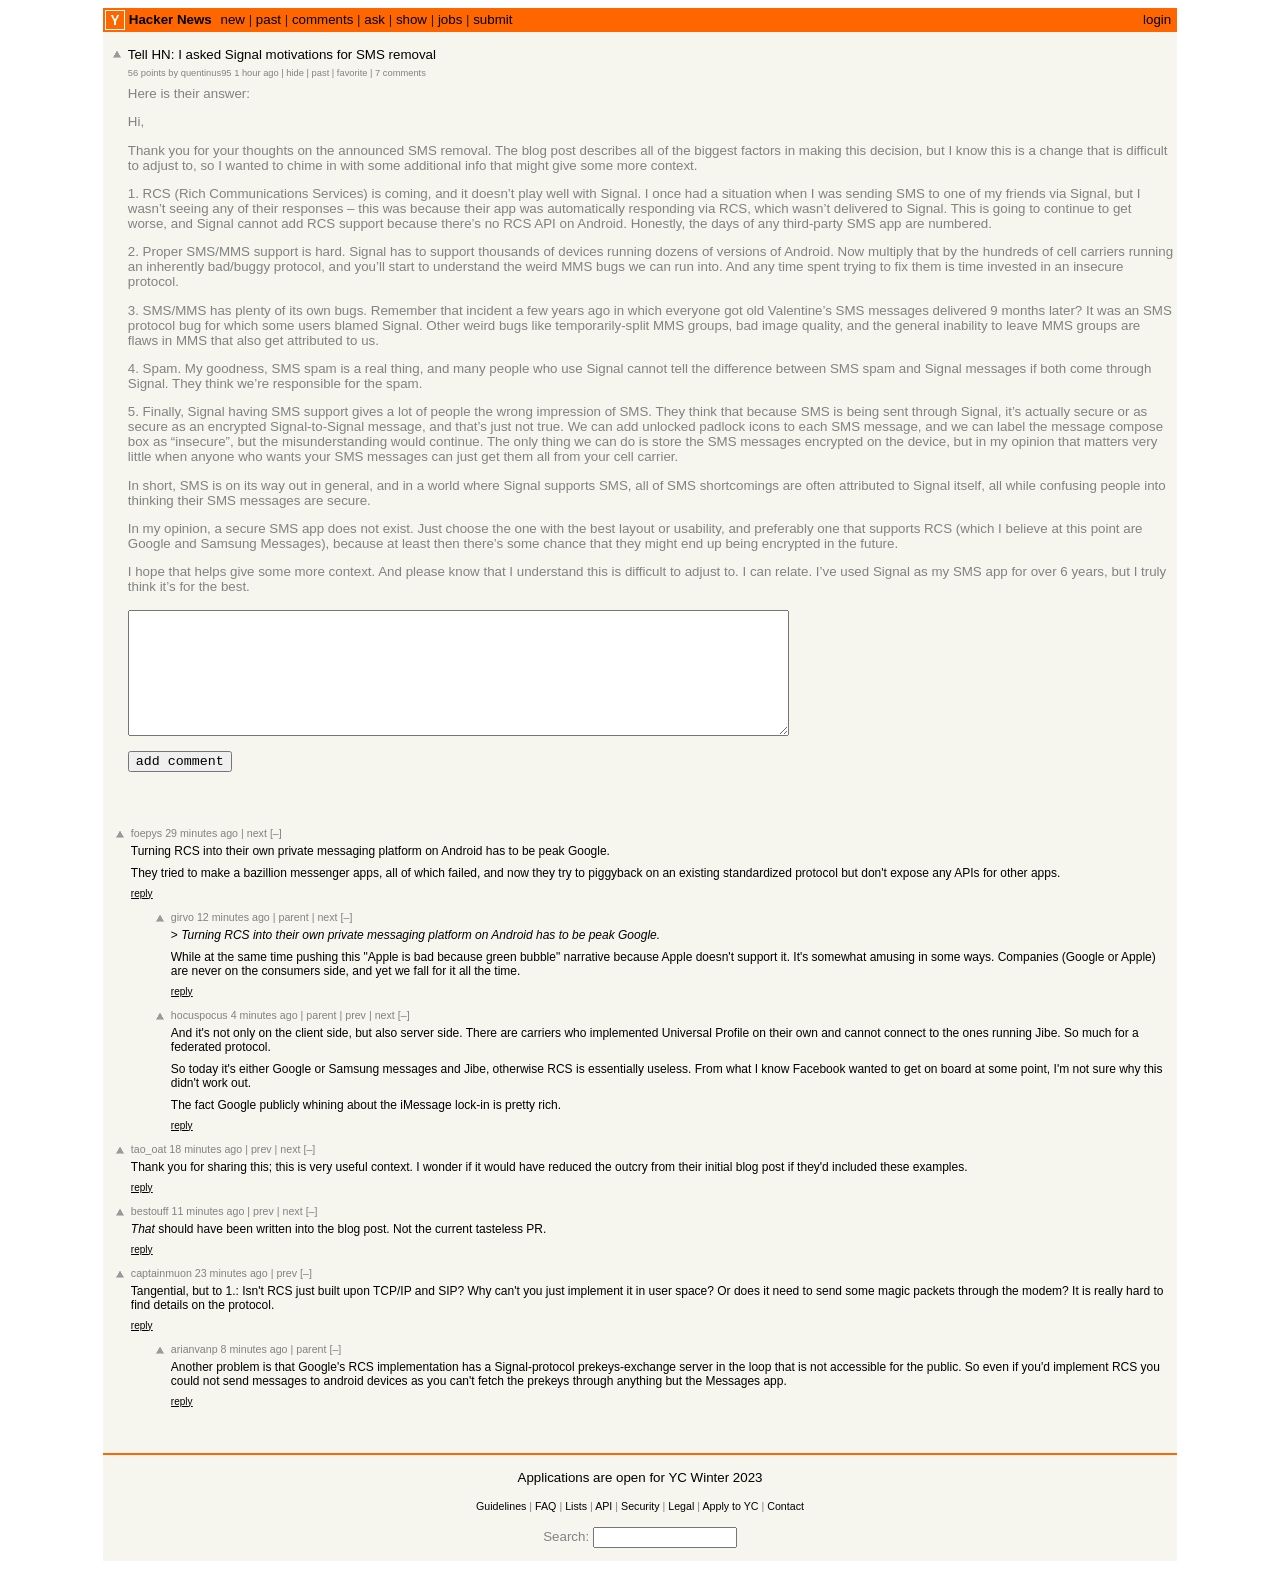 Y Hacker News new | past | comments | ask | show | jobs | submit login
Tell HN: I asked Signal motivations for SMS removal
56 points by quentinus95 1 hour ago | hide | past | favorite | 7 comments
Here is their answer:
Hi,
Thank you for your thoughts on the announced SMS removal. The blog post describes all of the biggest factors in making this decision, but I know this is a change that is difficult
to adjust to, so I wanted to chime in with some additional info that might give some more context.
1. RCS (Rich Communications Services) is coming, and it doesn’t play well with Signal. I once had a situation when I was sending SMS to one of my friends via Signal, but I
wasn’t seeing any of their responses – this was because their app was automatically responding via RCS, which wasn’t delivered to Signal. This is going to continue to get
worse, and Signal cannot add RCS support because there’s no RCS API on Android. Honestly, the days of any third-party SMS app are numbered.
2. Proper SMS/MMS support is hard. Signal has to support thousands of devices running dozens of versions of Android. Now multiply that by the hundreds of cell carriers running
an inherently bad/buggy protocol, and you’ll start to understand the weird MMS bugs we can run into. And any time spent trying to fix them is time invested in an insecure
protocol.
3. SMS/MMS has plenty of its own bugs. Remember that incident a few years ago in which everyone got old Valentine’s SMS messages delivered 9 months later? It was an SMS
protocol bug for which some users blamed Signal. Other weird bugs like temporarily-split MMS groups, bad image quality, and the general inability to leave MMS groups are
flaws in MMS that also get attributed to us.
4. Spam. My goodness, SMS spam is a real thing, and many people who use Signal cannot tell the difference between SMS spam and Signal messages if both come through
Signal. They think we’re responsible for the spam.
5. Finally, Signal having SMS support gives a lot of people the wrong impression of SMS. They think that because SMS is being sent through Signal, it’s actually secure or as
secure as an encrypted Signal-to-Signal message, and that’s just not true. We can add unlocked padlock icons to each SMS message, and we can label the message compose
box as “insecure”, but the misunderstanding would continue. The only thing we can do is store the SMS messages encrypted on the device, but in my opinion that matters very
little when anyone who wants your SMS messages can just get them all from your cell carrier.
In short, SMS is on its way out in general, and in a world where Signal supports SMS, all of SMS shortcomings are often attributed to Signal itself, all while confusing people into
thinking their SMS messages are secure.
In my opinion, a secure SMS app does not exist. Just choose the one with the best layout or usability, and preferably one that supports RCS (which I believe at this point are
Google and Samsung Messages), because at least then there’s some chance that they might end up being encrypted in the future.
I hope that helps give some more context. And please know that I understand this is difficult to adjust to. I can relate. I’ve used Signal as my SMS app for over 6 years, but I truly
think it’s for the best.
add comment
foepys 29 minutes ago | next [–]
Turning RCS into their own private messaging platform on Android has to be peak Google.
They tried to make a bazillion messenger apps, all of which failed, and now they try to piggyback on an existing standardized protocol but don't expose any APIs for other apps.
reply
girvo 12 minutes ago | parent | next [–]
> Turning RCS into their own private messaging platform on Android has to be peak Google.
While at the same time pushing this "Apple is bad because green bubble" narrative because Apple doesn't support it. It's somewhat amusing in some ways. Companies (Google or Apple)
are never on the consumers side, and yet we fall for it all the time.
reply
hocuspocus 4 minutes ago | parent | prev | next [–]
And it's not only on the client side, but also server side. There are carriers who implemented Universal Profile on their own and cannot connect to the ones running Jibe. So much for a
federated protocol.
So today it's either Google or Samsung messages and Jibe, otherwise RCS is essentially useless. From what I know Facebook wanted to get on board at some point, I'm not sure why this
didn't work out.
The fact Google publicly whining about the iMessage lock-in is pretty rich.
reply
tao_oat 18 minutes ago | prev | next [–]
Thank you for sharing this; this is very useful context. I wonder if it would have reduced the outcry from their initial blog post if they'd included these examples.
reply
bestouff 11 minutes ago | prev | next [–]
That should have been written into the blog post. Not the current tasteless PR.
reply
captainmuon 23 minutes ago | prev [–]
Tangential, but to 1.: Isn't RCS just built upon TCP/IP and SIP? Why can't you just implement it in user space? Or does it need to send some magic packets through the modem? It is really hard to
find details on the protocol.
reply
arianvanp 8 minutes ago | parent [–]
Another problem is that Google's RCS implementation has a Signal-protocol prekeys-exchange server in the loop that is not accessible for the public. So even if you'd implement RCS you
could not send messages to android devices as you can't fetch the prekeys through anything but the Messages app.
reply
Applications are open for YC Winter 2023
Guidelines | FAQ | Lists | API | Security | Legal | Apply to YC | Contact
Search: